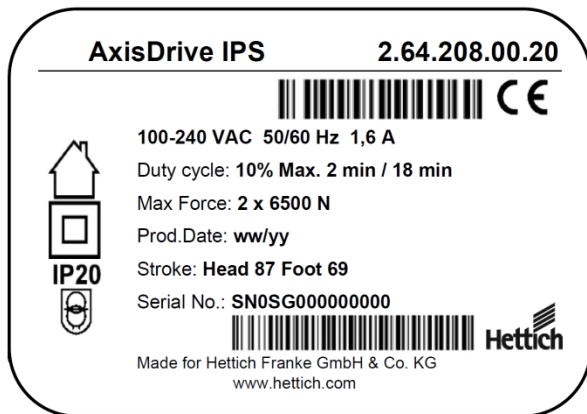 AxisDrive IPS 2.64.208.00.20
CE
100-240 VAC 50/60 Hz 1,6 A
Duty cycle: 10% Max. 2 min / 18 min
Max Force: 2 x 6500 N
Prod.Date: ww/yy
IP20
Stroke: Head 87 Foot 69
Serial No.: SN0SG000000000
Hettich
Made for Hettich Franke GmbH & Co. KG
www.hettich.com